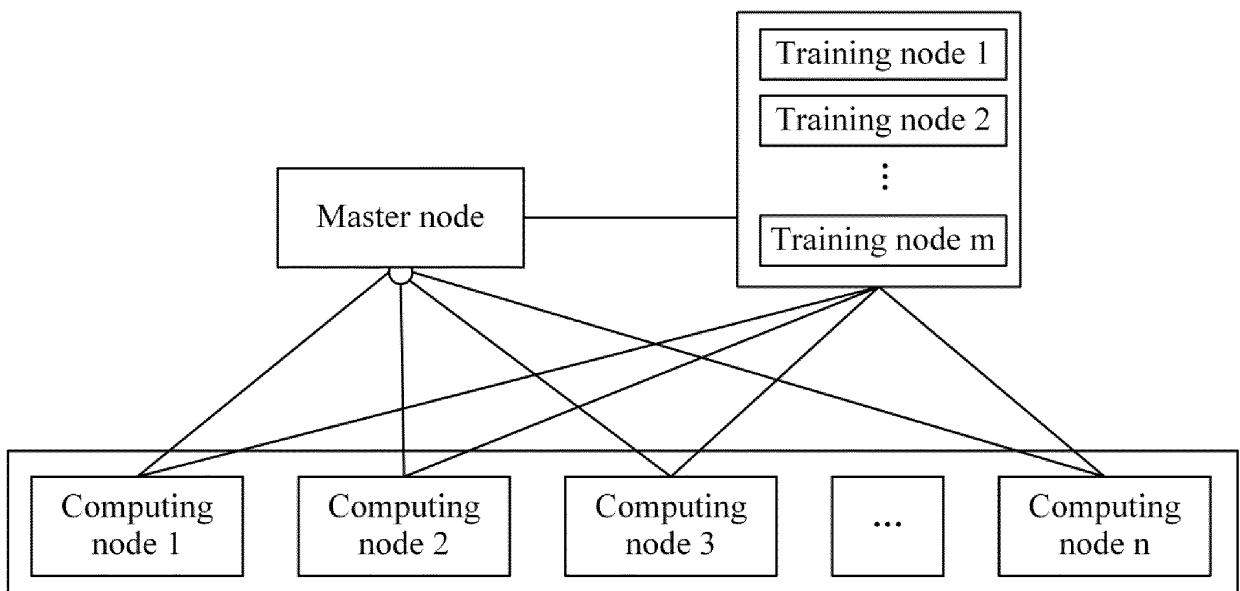 Training node 1
Training node 2
⋮
Training node m
Master node
Computing
node 1
Computing
node 2
Computing
node 3
...
Computing
node n